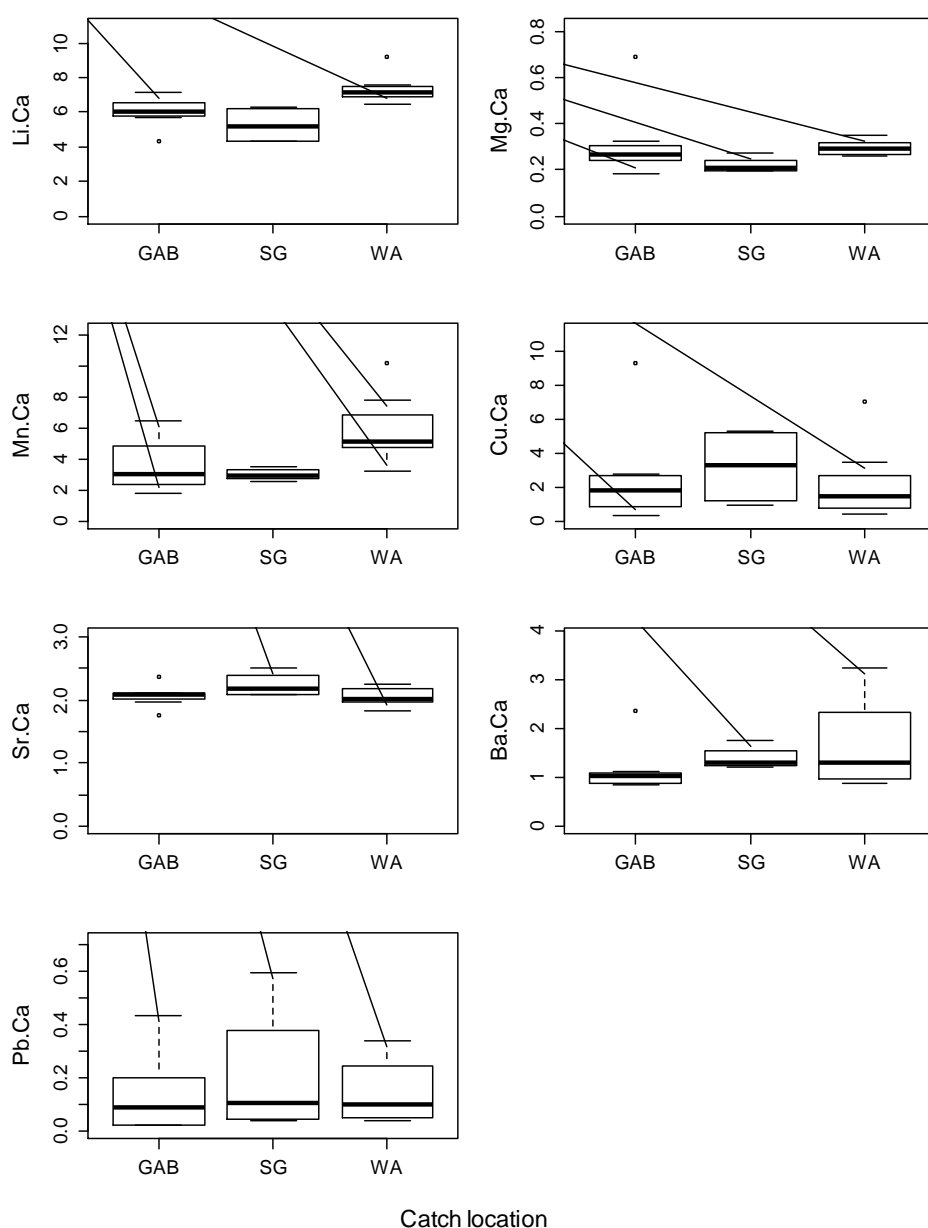 Li.Ca
10
8
6
4
2
0
GAB SG WA
Mg.Ca
0.8
0.6
0.4
0.2
0.0
GAB SG WA
Mn.Ca
12
8
6
4
2
0
GAB SG WA
Cu.Ca
10
8
6
4
2
0
GAB SG WA
Sr.Ca
3.0
2.0
1.0
0.0
GAB SG WA
Ba.Ca
4
3
2
1
0
GAB SG WA
Pb.Ca
0.6
0.4
0.2
0.0
GAB SG WA
Catch location